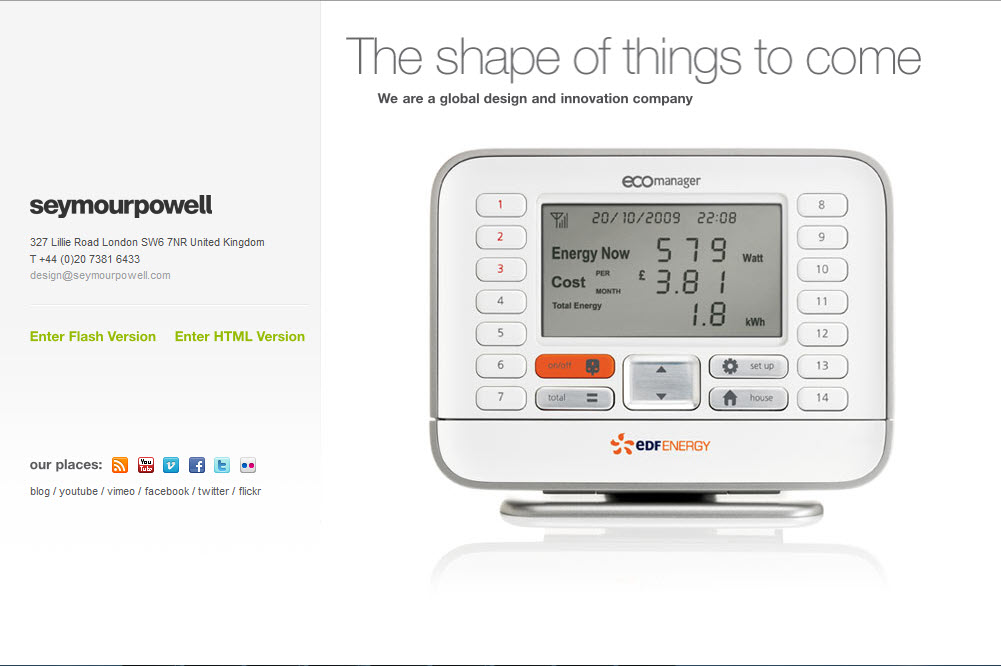 The shape of things to come
We are a global design and innovation company
seymourpowell
327 Lillie Road London SW6 7NR United Kingdom
T +44 (0)20 7381 6433
design@seymourpowell.com
Enter Flash Version Enter HTML Version
our places: You Tube v f t
blog / youtube / vimeo / facebook / twitter / flickr
ecomanager
1
2
3
4
5
6
7
20/10/2009 22:08
Energy Now 579 Watt
Cost PER MONTH £ 3.81
Total Energy 1.8 kWh
on/off
total
set up
house
8
9
10
11
12
13
14
eDF ENERGY